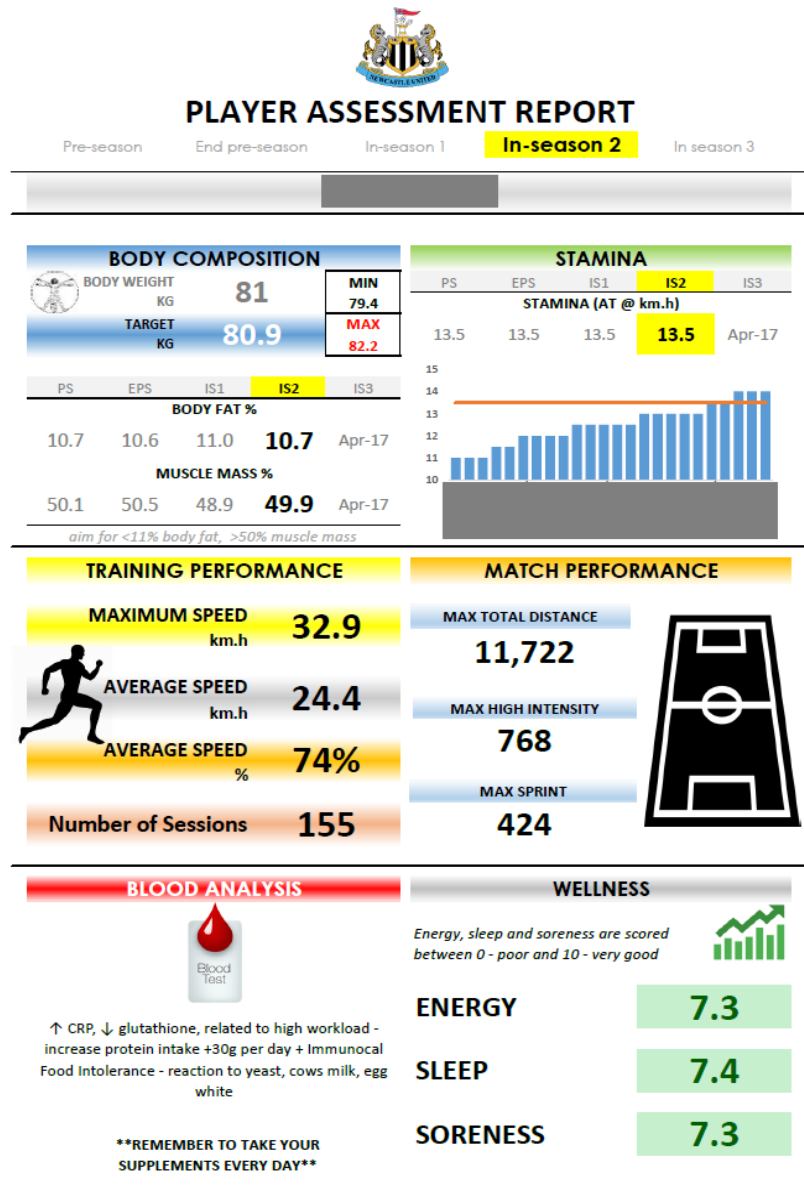 NEWCASTLE UNITED
PLAYER ASSESSMENT REPORT
Pre-season End pre-season In-season 1 In-season 2 In season 3
BODY COMPOSITION
BODY WEIGHT
KG
81
MIN
79.4
TARGET
KG
80.9
MAX
82.2
PS EPS IS1 IS2 IS3
BODY FAT %
10.7 10.6 11.0 10.7 Apr-17
MUSCLE MASS %
50.1 50.5 48.9 49.9 Apr-17
aim for <11% body fat, >50% muscle mass
STAMINA
PS EPS IS1 IS2 IS3
STAMINA (AT @ km.h)
13.5 13.5 13.5 13.5 Apr-17
15
14
13
12
11
10
TRAINING PERFORMANCE
MAXIMUM SPEED
km.h
32.9
AVERAGE SPEED
km.h
24.4
AVERAGE SPEED
%
74%
Number of Sessions 155
MATCH PERFORMANCE
MAX TOTAL DISTANCE
11,722
MAX HIGH INTENSITY
768
MAX SPRINT
424
BLOOD ANALYSIS
Blood
Test
↑ CRP, ↓ glutathione, related to high workload -
increase protein intake +30g per day + Immunocal
Food Intolerance - reaction to yeast, cows milk, egg
white
**REMEMBER TO TAKE YOUR
SUPPLEMENTS EVERY DAY**
WELLNESS
Energy, sleep and soreness are scored
between 0 - poor and 10 - very good
ENERGY 7.3
SLEEP 7.4
SORENESS 7.3